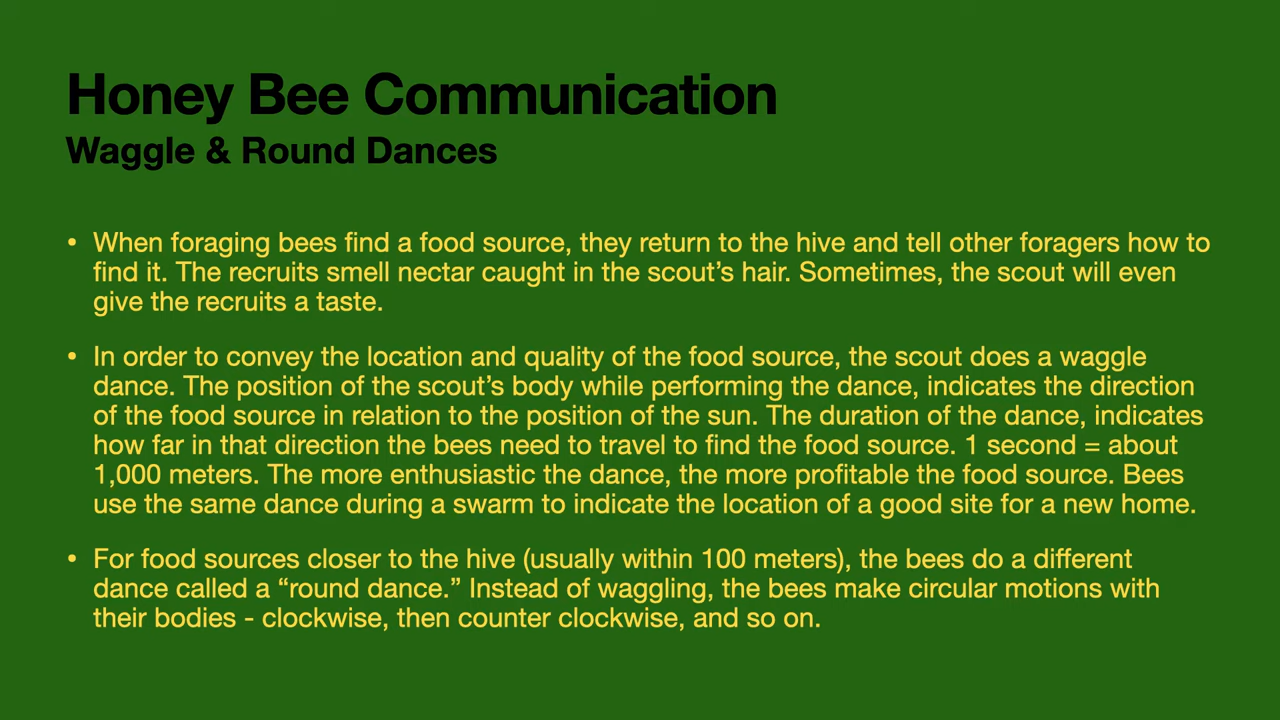 Honey Bee Communication
Waggle & Round Dances
• When foraging bees find a food source, they return to the hive and tell other foragers how to
find it. The recruits smell nectar caught in the scout’s hair. Sometimes, the scout will even
give the recruits a taste.
• In order to convey the location and quality of the food source, the scout does a waggle
dance. The position of the scout’s body while performing the dance, indicates the direction
of the food source in relation to the position of the sun. The duration of the dance, indicates
how far in that direction the bees need to travel to find the food source. 1 second = about
1,000 meters. The more enthusiastic the dance, the more profitable the food source. Bees
use the same dance during a swarm to indicate the location of a good site for a new home.
• For food sources closer to the hive (usually within 100 meters), the bees do a different
dance called a “round dance.” Instead of waggling, the bees make circular motions with
their bodies - clockwise, then counter clockwise, and so on.